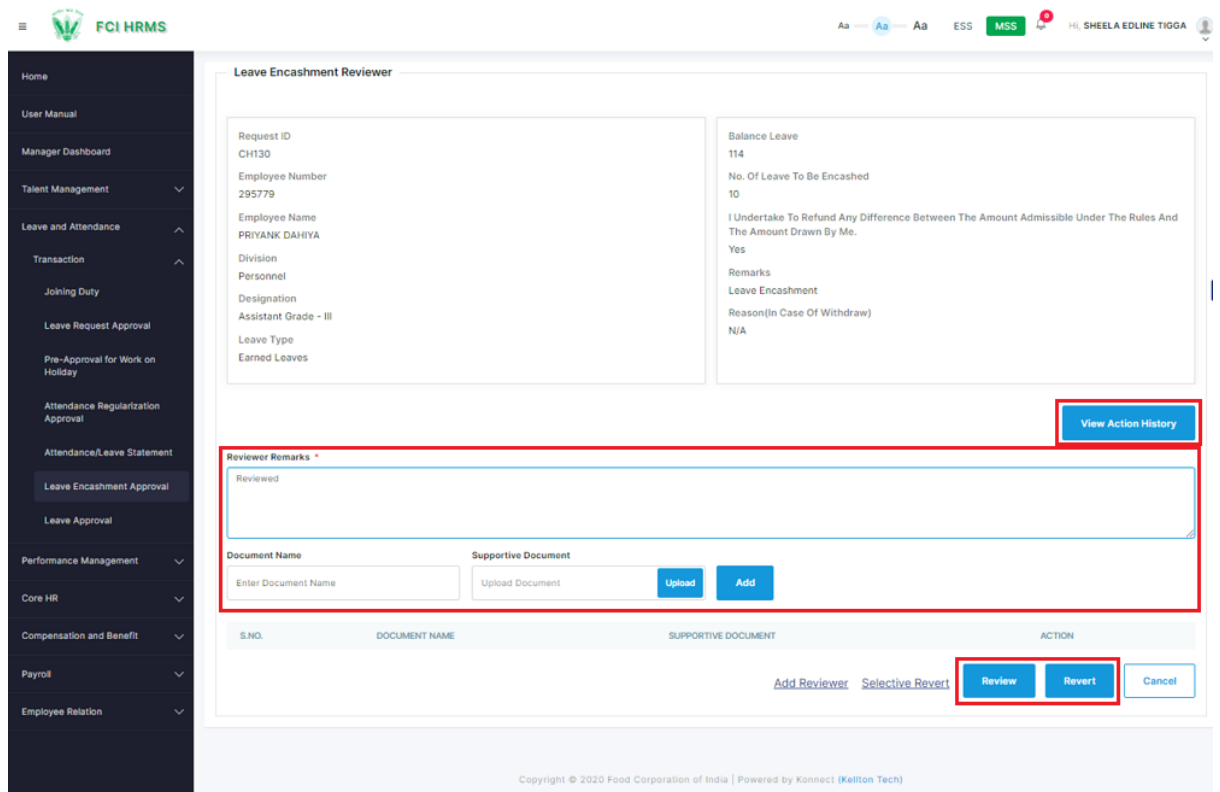 FCI HRMS
Aa Aa Aa ESS MSS 0 Hi, SHEELA EDLINE TIGGA
Home
User Manual
Manager Dashboard
Talent Management
Leave and Attendance
Transaction
Joining Duty
Leave Request Approval
Pre-Approval for Work on
Holiday
Attendance Regularization
Approval
Attendance/Leave Statement
Leave Encashment Approval
Leave Approval
Performance Management
Core HR
Compensation and Benefit
Payroll
Employee Relation
Leave Encashment Reviewer
Request ID
CH130
Employee Number
295779
Employee Name
PRIYANK DAHIYA
Division
Personnel
Designation
Assistant Grade - III
Leave Type
Earned Leaves
Balance Leave
114
No. Of Leave To Be Encashed
10
I Undertake To Refund Any Difference Between The Amount Admissible Under The Rules And
The Amount Drawn By Me.
Yes
Remarks
Leave Encashment
Reason(In Case Of Withdraw)
N/A
View Action History
Reviewer Remarks *
Reviewed
Document Name Supportive Document
Enter Document Name Upload Document Upload Add
S.NO. DOCUMENT NAME SUPPORTIVE DOCUMENT ACTION
Add Reviewer Selective Revert Review Revert Cancel
Copyright © 2020 Food Corporation of India | Powered by Konnect (Kellton Tech)